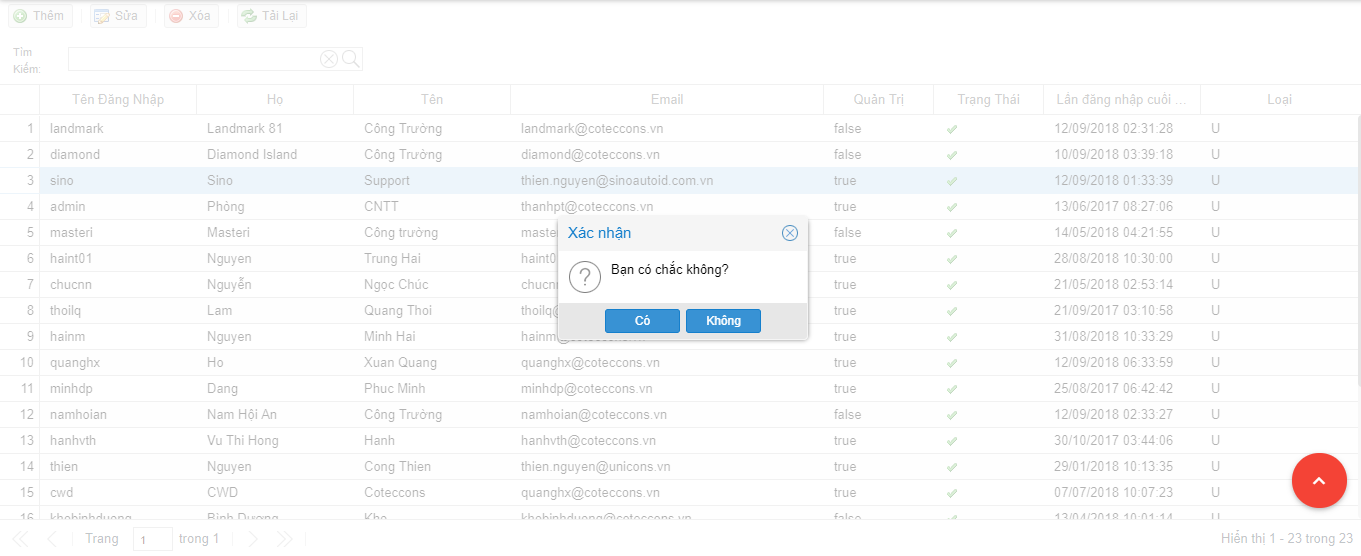 Thêm Sửa Xóa Tải Lại
Tìm
Kiếm:
Tên Đăng Nhập Họ Tên Email Quản Trị Trạng Thái Lần đăng nhập cuối ... Loại
1 landmark Landmark 81 Công Trường landmark@coteccons.vn false 12/09/2018 02:31:28 U
2 diamond Diamond Island Công Trường diamond@coteccons.vn false 10/09/2018 03:39:18 U
3 sino Sino Support thien.nguyen@sinoautoid.com.vn true 12/09/2018 01:33:39 U
4 admin Phòng CNTT thanhpt@coteccons.vn true 13/06/2017 08:27:06 U
5 masteri Masteri Công trường false 14/05/2018 04:21:55 U
6 haint01 Nguyen Trung Hai true 28/08/2018 10:30:00 U
7 chucnn Nguyễn Ngọc Chúc true 21/05/2018 02:53:14 U
8 thoilq Lam Quang Thoi true 21/09/2017 03:10:58 U
9 hainm Nguyen Minh Hai hainm@coteccons.vn true 31/08/2018 10:33:29 U
10 quanghx Ho Xuan Quang quanghx@coteccons.vn true 12/09/2018 06:33:59 U
11 minhdp Dang Phuc Minh minhdp@coteccons.vn true 25/08/2017 06:42:42 U
12 namhoian Nam Hội An Công Trường namhoian@coteccons.vn false 12/09/2018 02:33:27 U
13 hanhvth Vu Thi Hong Hanh hanhvth@coteccons.vn true 30/10/2017 03:44:06 U
14 thien Nguyen Cong Thien thien.nguyen@unicons.vn true 29/01/2018 10:13:35 U
15 cwd CWD Coteccons quanghx@coteccons.vn true 07/07/2018 10:07:23 U
16 khobinhduong Bình Dương Kho khobinhduong@coteccons.vn false 13/04/2018 10:01:14 U
Xác nhận
Bạn có chắc không?
Có Không
Trang 1 trong 1 Hiển thị 1 - 23 trong 23